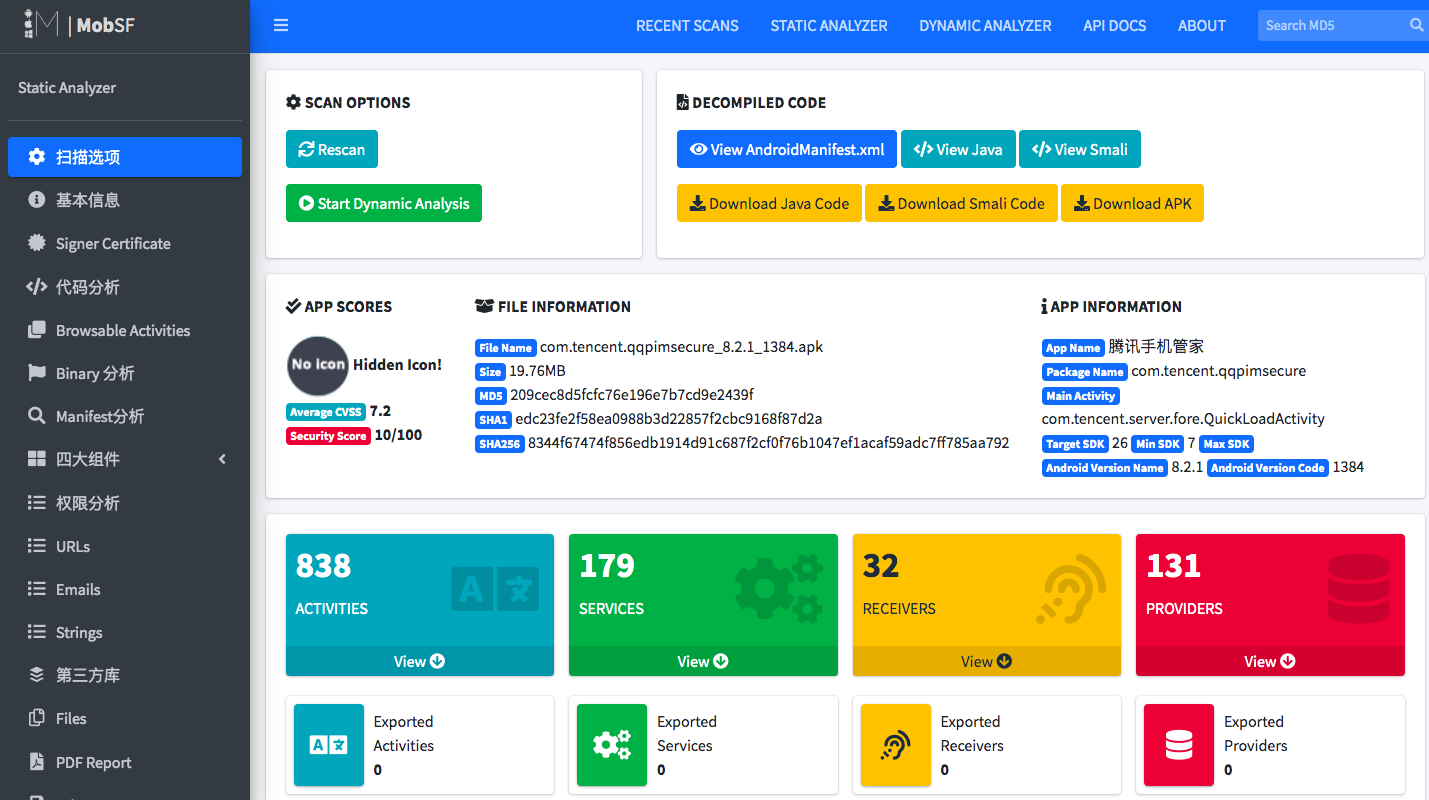 M | MobSF
RECENT SCANS STATIC ANALYZER DYNAMIC ANALYZER API DOCS ABOUT Search MD5
Static Analyzer
扫描选项
基本信息
Signer Certificate
代码分析
Browsable Activities
Binary 分析
Manifest分析
四大组件
权限分析
URLs
Emails
Strings
第三方库
Files
PDF Report
SCAN OPTIONS
Rescan
Start Dynamic Analysis
DECOMPILED CODE
View AndroidManifest.xml View Java View Smali
Download Java Code Download Smali Code Download APK
APP SCORES
No icon Hidden Icon!
Average CVSS 7.2
Security Score 10/100
FILE INFORMATION
File Name com.tencent.qqpimsecure_8.2.1_1384.apk
Size 19.76MB
MD5 209cec8d5fcfc76e196e7b7cd9e2439f
SHA1 edc23fe2f58ea0988b3d22857f2cbc9168f87d2a
SHA256 8344f67474f856edb1914d91c687f2cf0f76b1047ef1acaf59adc7ff785aa792
APP INFORMATION
App Name 腾讯手机管家
Package Name com.tencent.qqpimsecure
Main Activity
com.tencent.server.fore.QuickLoadActivity
Target SDK 26 Min SDK 7 Max SDK
Android Version Name 8.2.1 Android Version Code 1384
838
ACTIVITIES
View
179
SERVICES
View
32
RECEIVERS
View
131
PROVIDERS
View
Exported
Activities
0
Exported
Services
0
Exported
Receivers
0
Exported
Providers
0